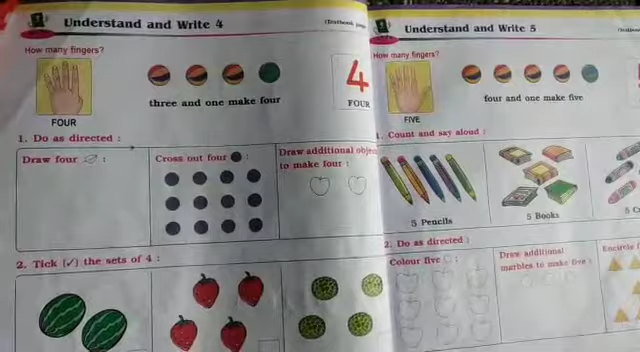 Understand and Write 4
How many fingers?
FOUR
three and one make four
4
FOUR
1. Do as directed :
Draw four :
Cross out four :
Draw additional
to make four :
2. Tick (✓) the sets of 4 :
Understand and Write 5
How many fingers?
FIVE
four and one make five
1. Count and say aloud :
5 Pencils
5 Books
5
2. Do as directed :
Colour five :
Draw additional
marbles to make five :
Encircle